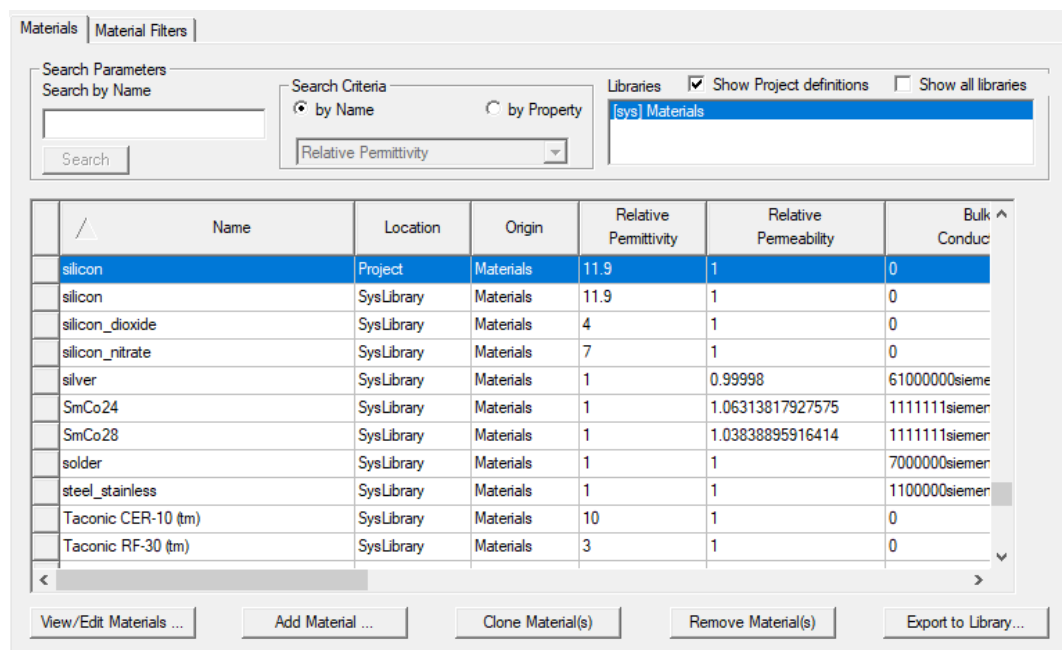 Materials Material Filters
Search Parameters
Search by Name
Search Criteria
by Name by Property
Libraries Show Project definitions Show all libraries
[sys] Materials
Search
Relative Permittivity
Name Location Origin Relative Permittivity Relative Permeability Bulk Conduc
silicon Project Materials 11.9 1 0
silicon SysLibrary Materials 11.9 1 0
silicon_dioxide SysLibrary Materials 4 1 0
silicon_nitrate SysLibrary Materials 7 1 0
silver SysLibrary Materials 1 0.99998 61000000sieme
SmCo24 SysLibrary Materials 1 1.06313817927575 1111111siemen
SmCo28 SysLibrary Materials 1 1.03838895916414 1111111siemen
solder SysLibrary Materials 1 1 7000000siemen
steel_stainless SysLibrary Materials 1 1 1100000siemen
Taconic CER-10 (tm) SysLibrary Materials 10 1 0
Taconic RF-30 (tm) SysLibrary Materials 3 1 0
View/Edit Materials ... Add Material ... Clone Material(s) Remove Material(s) Export to Library...